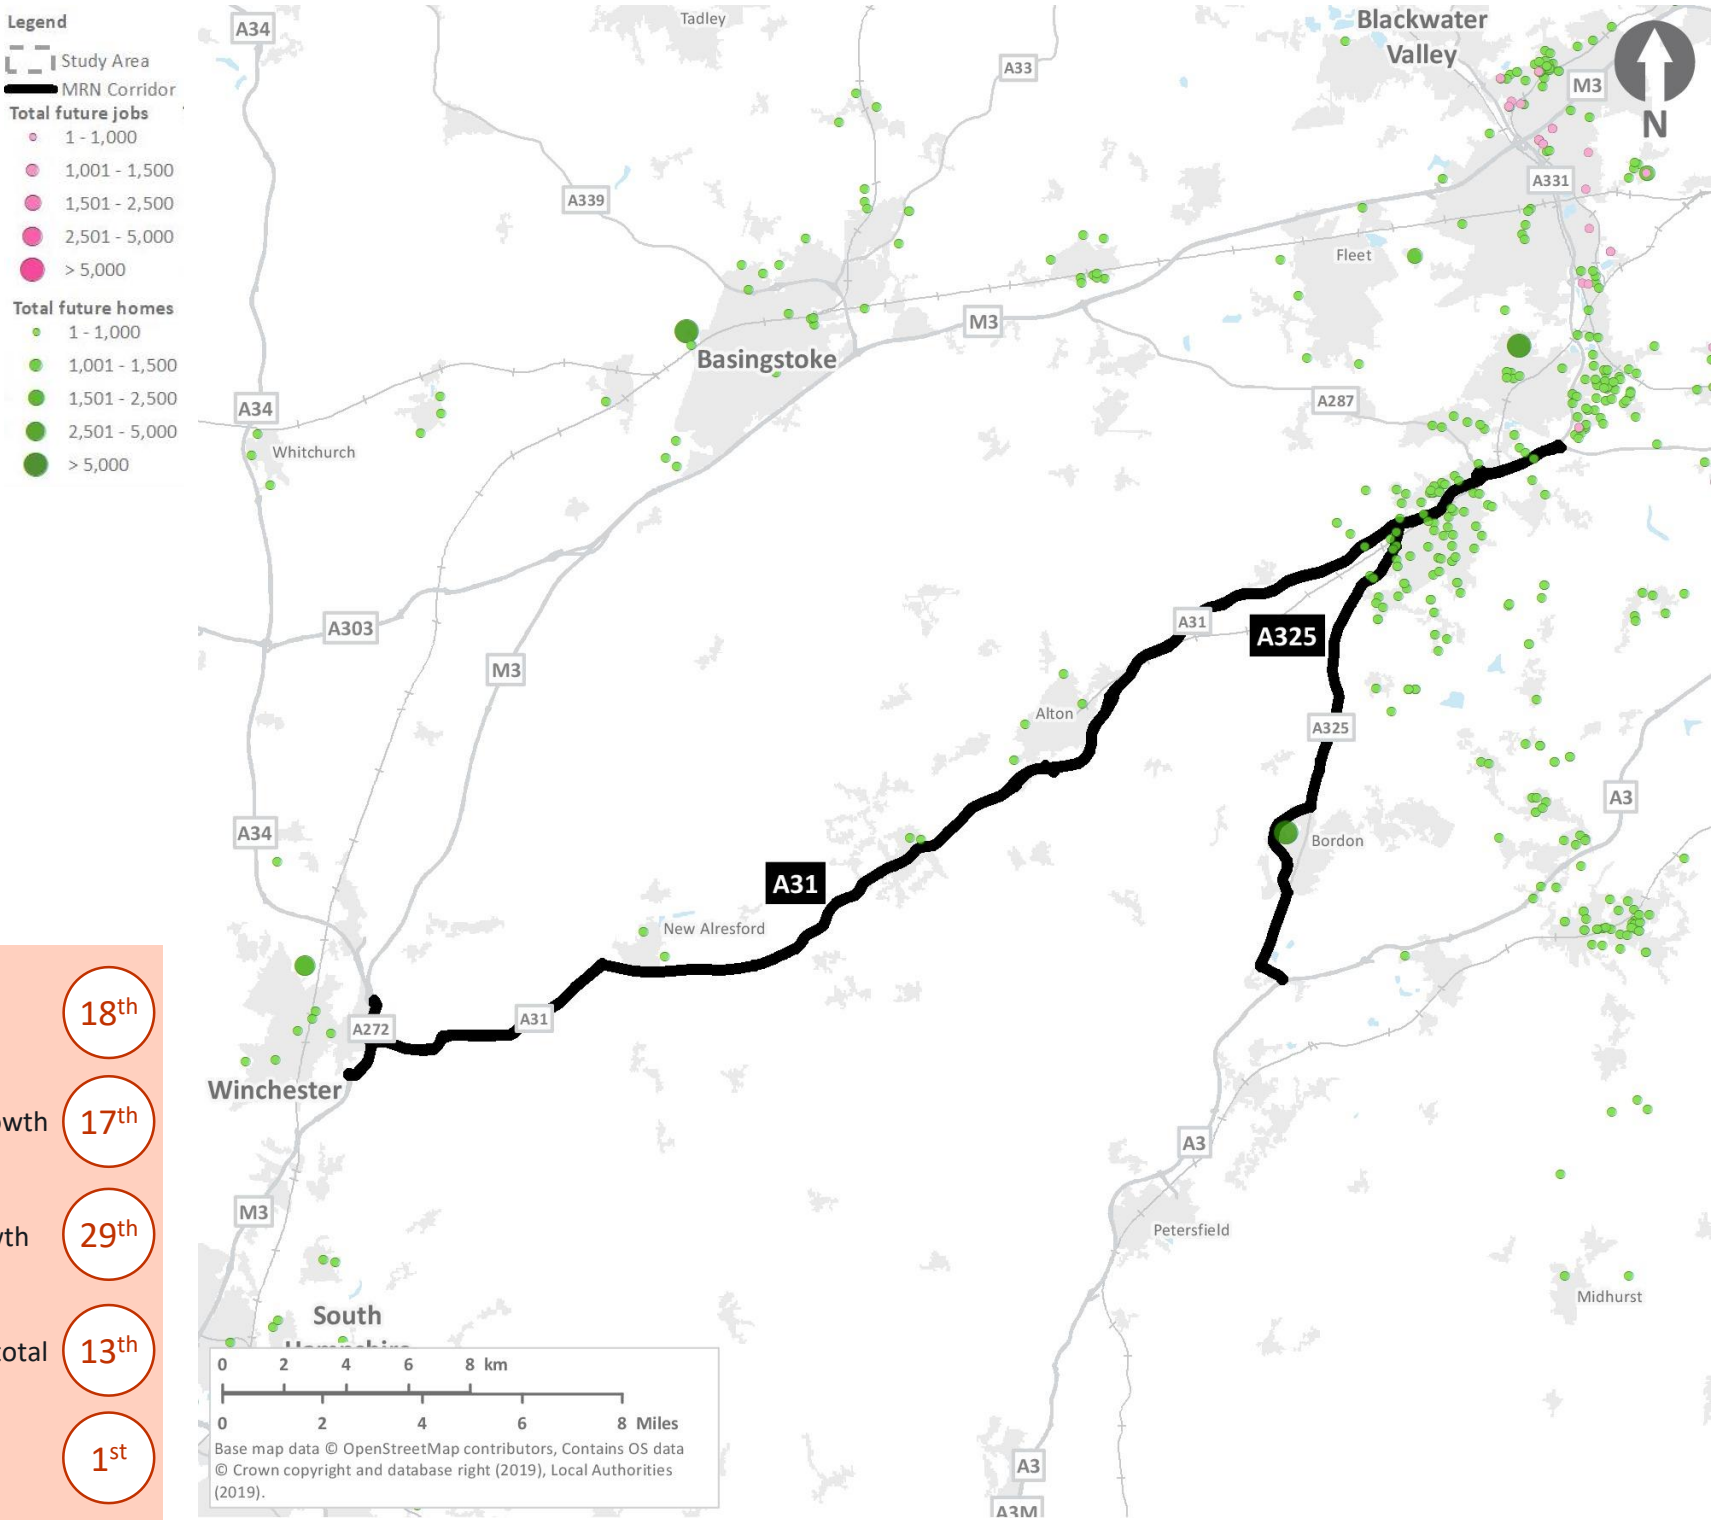 Legend
Study Area
MRN Corridor
Total future jobs
1 - 1,000
1,001 - 1,500
1,501 - 2,500
2,501 - 5,000
> 5,000
Total future homes
1 - 1,000
1,001 - 1,500
1,501 - 2,500
2,501 - 5,000
> 5,000
A34
Tadley
A33
Blackwater
Valley
M3
N
A339
A331
Fleet
M3
Basingstoke
A287
A34
Whitchurch
A303
A31
A325
M3
Alton
A325
A3
A34
Bordon
A31
New Alresford
A31
A272
Winchester
A3
M3
Petersfield
Midhurst
South
0 2 4 6 8 km
0 2 4 6 8 Miles
Base map data © OpenStreetMap contributors, Contains OS data
© Crown copyright and database right (2019), Local Authorities
(2019).
A3
A3M
18th
17th
29th
total 13th
1st